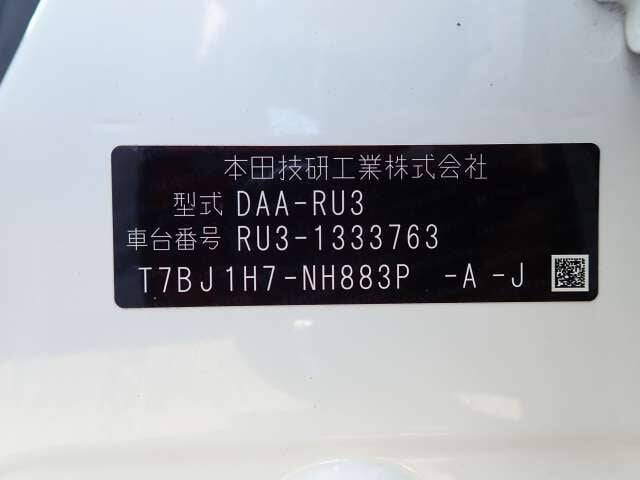 本田技研工業株式会社
型式 DAA-RU3
車台番号 RU3-1333763
T7BJ1H7-NH883P -A -J